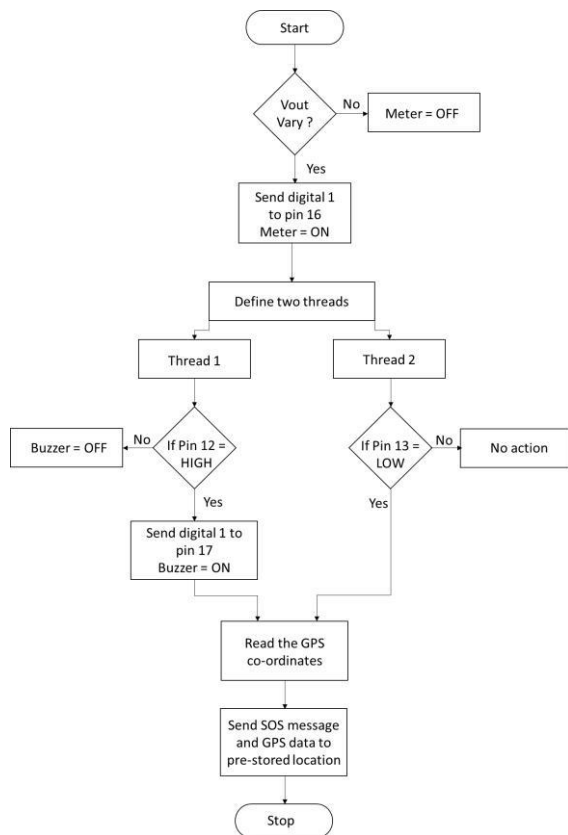 Start
Vout
Vary ?
No
Meter = OFF
Yes
Send digital 1
to pin 16
Meter = ON
Define two threads
Thread 1
Thread 2
Buzzer = OFF
No
If Pin 12 =
HIGH
If Pin 13 =
LOW
No
No action
Yes
Yes
Send digital 1 to
pin 17
Buzzer = ON
Read the GPS
co-ordinates
Send SOS message
and GPS data to
pre-stored location
Stop